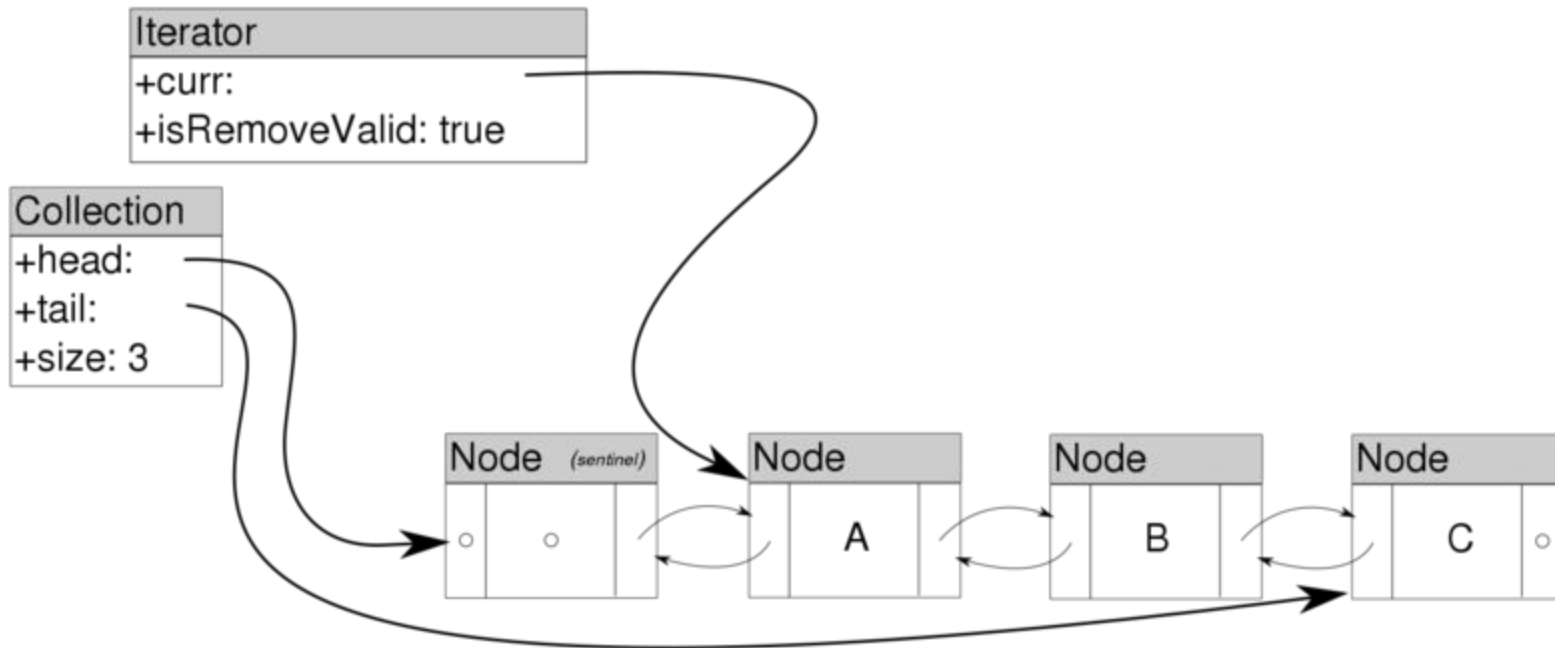 Iterator
+curr:
+isRemoveValid: true
Collection
+head:
+tail:
+size: 3
Node (sentinel)
Node
Node
Node
A
B
C